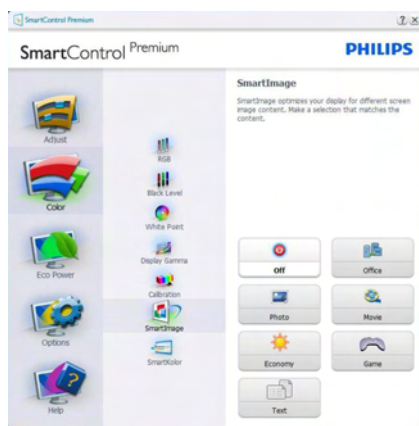 SmartControl Premium
SmartControl Premium
PHILIPS
Adjust
Color
Eco Power
Options
Help
RGB
Black Level
White Point
Display Gamma
Calibration
SmartImage
SmartKolor
SmartImage
SmartImage optimizes your display for different screen
image content. Make a selection that matches the
content.
Off
Office
Photo
Movie
Economy
Game
Text